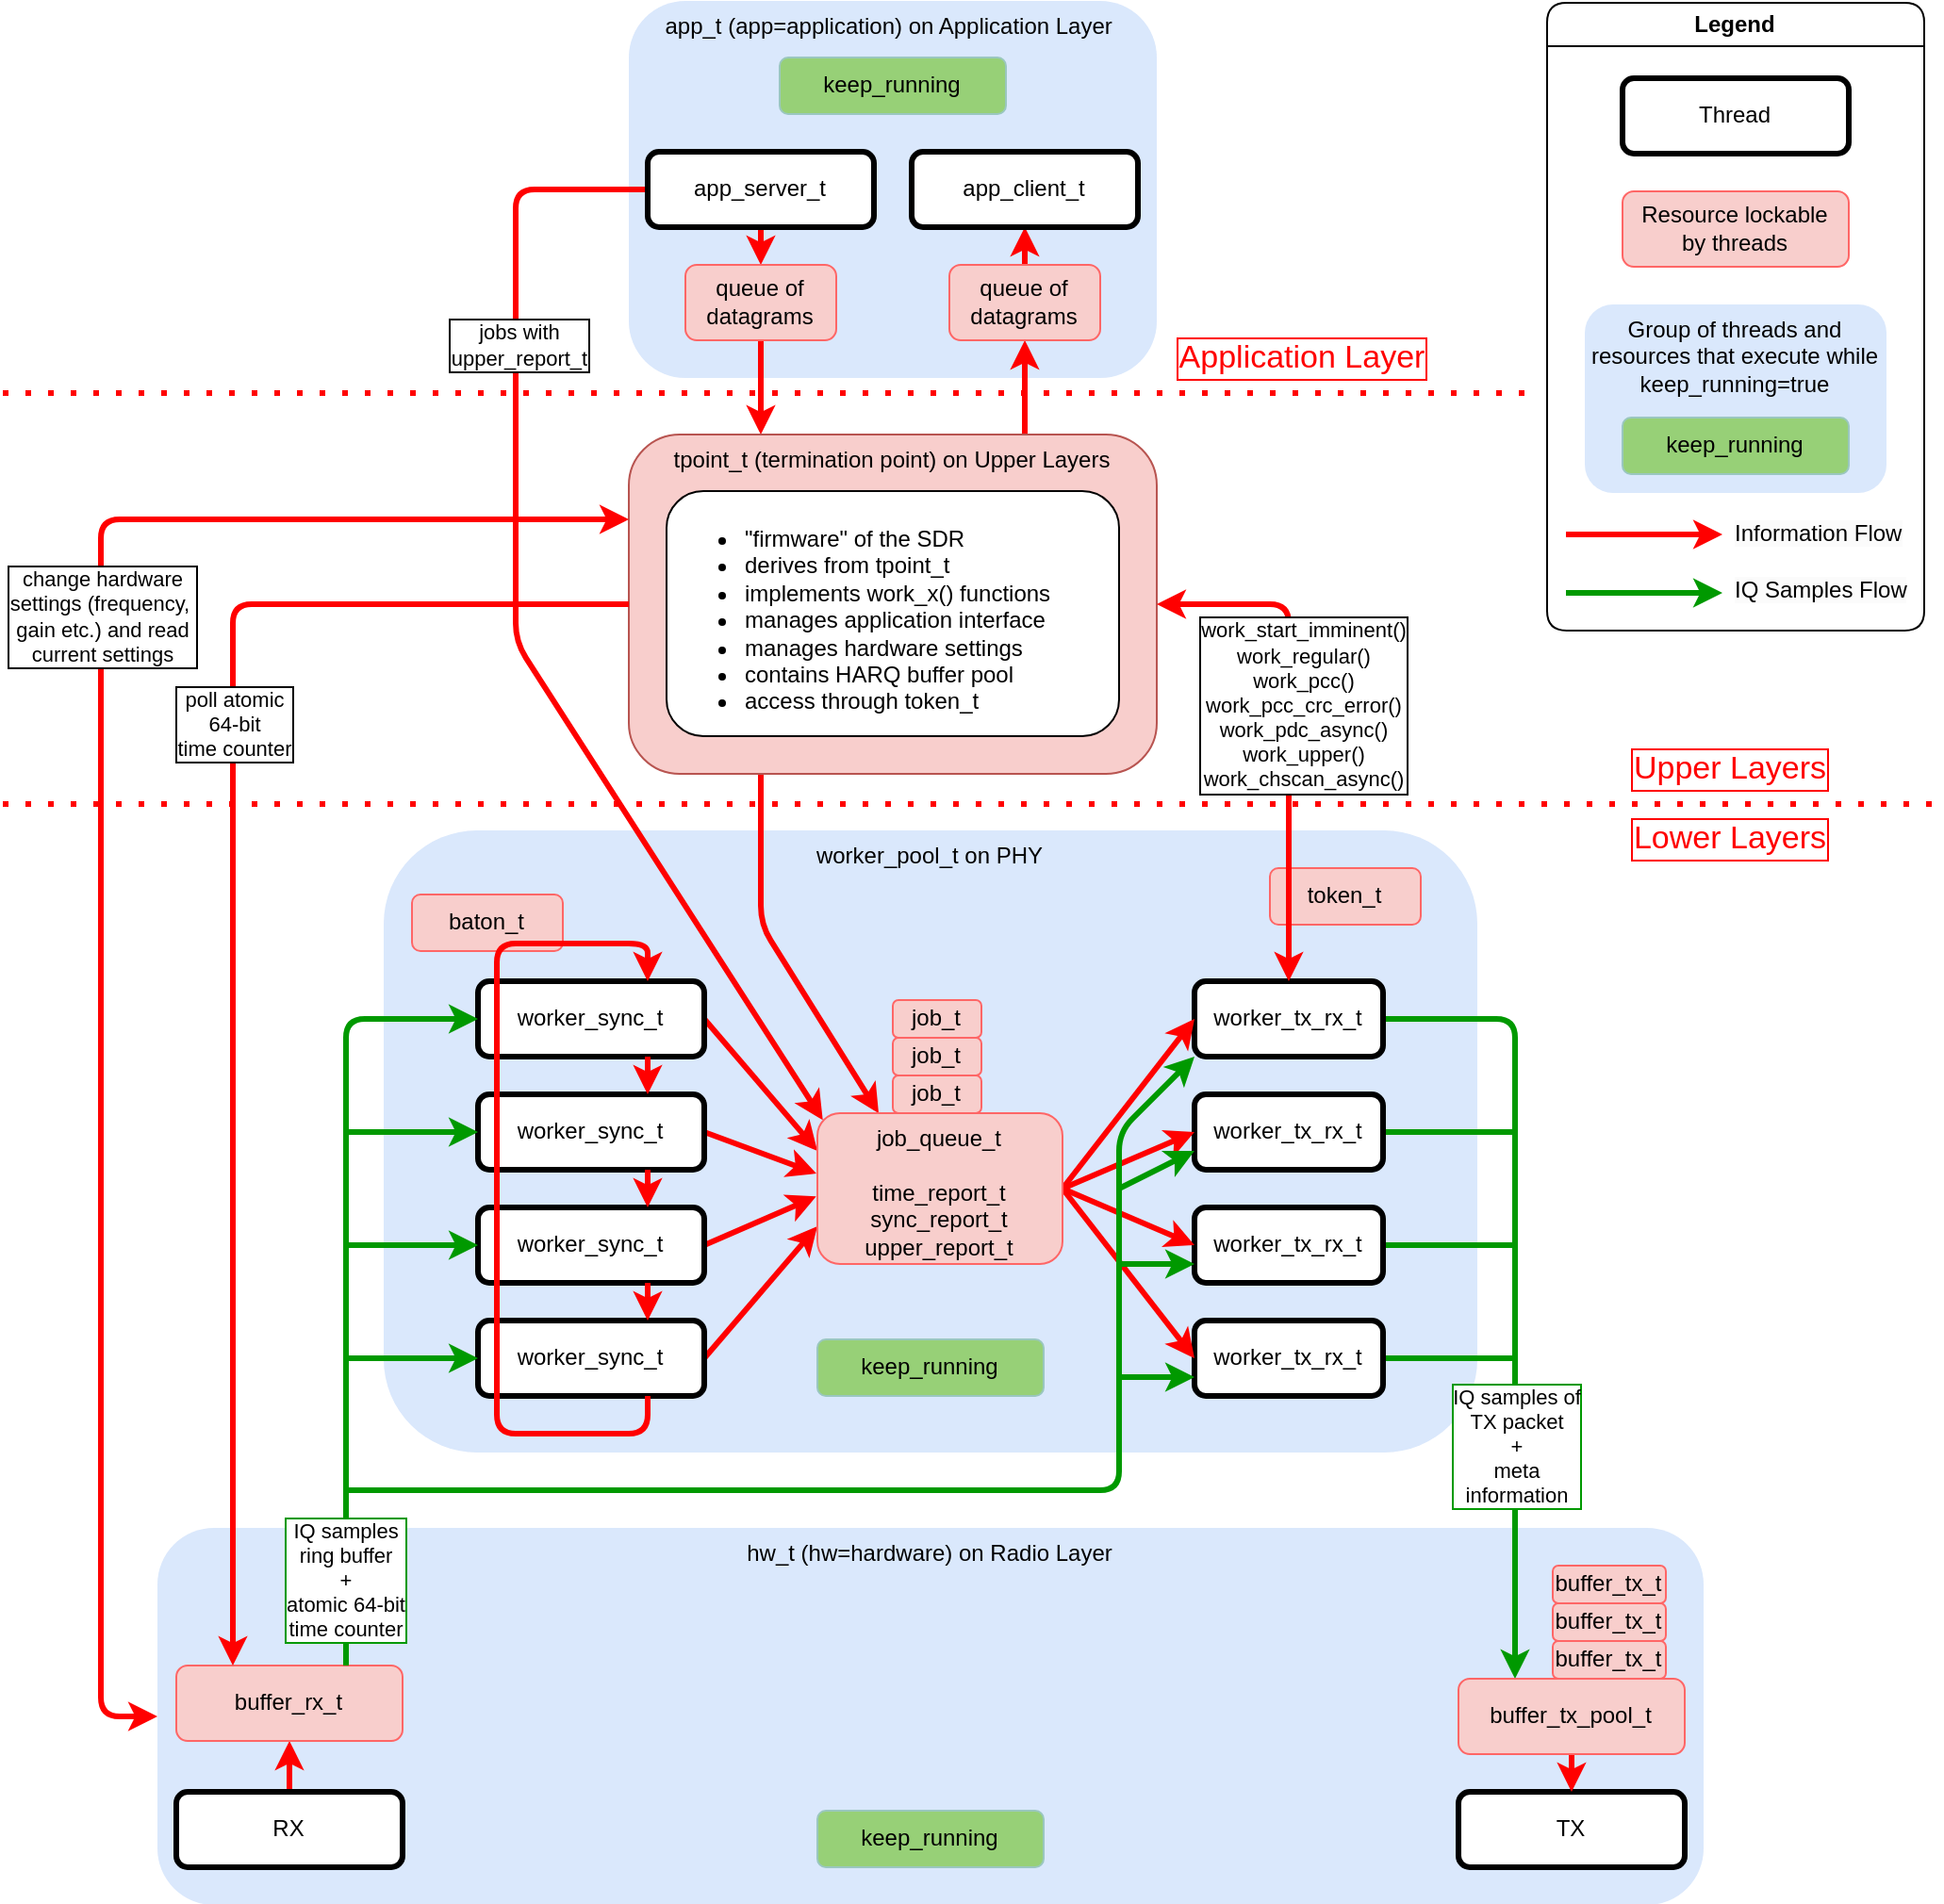 app_t (app=application) on Application Layer
keep_running
app_server_t
app_client_t
queue of
datagrams
queue of
datagrams
jobs with
upper_report_t
Application Layer
Legend
Thread
Resource lockable
by threads
Group of threads and
resources that execute while
keep_running=true
keep_running
Information Flow
IQ Samples Flow
tpoint_t (termination point) on Upper Layers
"firmware" of the SDR
derives from tpoint_t
implements work_x() functions
manages application interface
manages hardware settings
contains HARQ buffer pool
access through token_t
change hardware
settings (frequency,
gain etc.) and read
current settings
poll atomic
64-bit
time counter
work_start_imminent()
work_regular()
work_pcc()
work_pcc_crc_error()
work_pdc_async()
work_upper()
work_chscan_async()
Upper Layers
Lower Layers
worker_pool_t on PHY
baton_t
token_t
worker_sync_t
worker_sync_t
worker_sync_t
worker_sync_t
job_t
job_t
job_t
job_queue_t
time_report_t
sync_report_t
upper_report_t
keep_running
worker_tx_rx_t
worker_tx_rx_t
worker_tx_rx_t
worker_tx_rx_t
IQ samples of
TX packet
+
meta
information
IQ samples
ring buffer
+
atomic 64-bit
time counter
hw_t (hw=hardware) on Radio Layer
buffer_tx_t
buffer_tx_t
buffer_tx_t
buffer_rx_t
buffer_tx_pool_t
RX
keep_running
TX